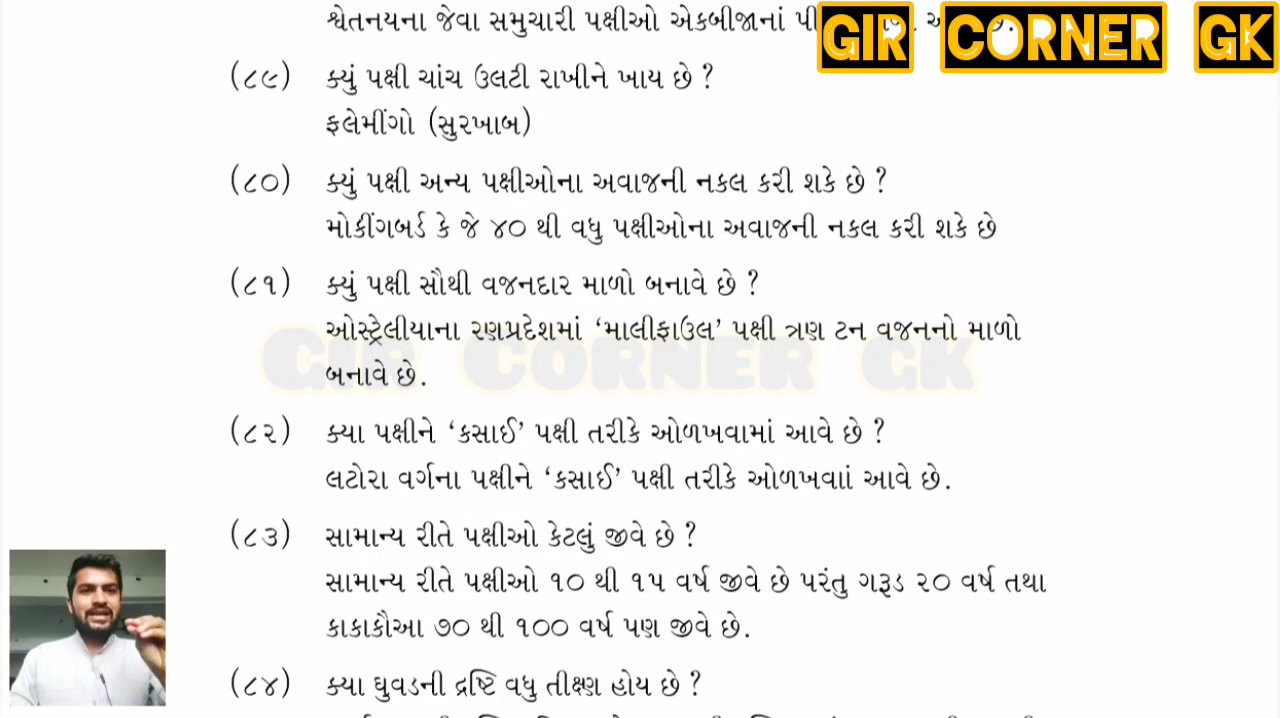 શ્વેતનયના જેવા સમુચારી પક્ષીઓ એકબીજાનાં
GIR CORNER GK
(૮૯) ક્યું પક્ષી ચાંચ ઉલટી રાખીને ખાય છે ?
ફલેમીંગો (સુરખાબ)
(૮૦) ક્યું પક્ષી અન્ય પક્ષીઓના અવાજની નકલ કરી શકે છે ?
મોકીંગબર્ડ કે જે ૪૦ થી વધુ પક્ષીઓના અવાજની નકલ કરી શકે છે
(૮૧) ક્યું પક્ષી સૌથી વજનદાર માળો બનાવે છે ?
ઓસ્ટ્રેલીયાના રણપ્રદેશમાં ‘માલીફાઉલ’ પક્ષી ત્રણ ટન વજનનો માળો
GIR CORNER GK
બનાવે છે.
(૮૨) ક્યા પક્ષીને ‘કસાઈ’ પક્ષી તરીકે ઓળખવામાં આવે છે ?
લટોરા વર્ગના પક્ષીને ‘કસાઈ’ પક્ષી તરીકે ઓળખવાાં આવે છે.
(૮૩) સામાન્ય રીતે પક્ષીઓ કેટલું જીવે છે ?
સામાન્ય રીતે પક્ષીઓ ૧૦ થી ૧૫ વર્ષ જીવે છે પરંતુ ગરૂડ ૨૦ વર્ષ તથા
કાકાકૌઆ ૭૦ થી ૧૦૦ વર્ષ પણ જીવે છે.
(૮૪) ક્યા ઘુવડની દ્રષ્ટિ વધુ તીક્ષ્ણ હોય છે ?